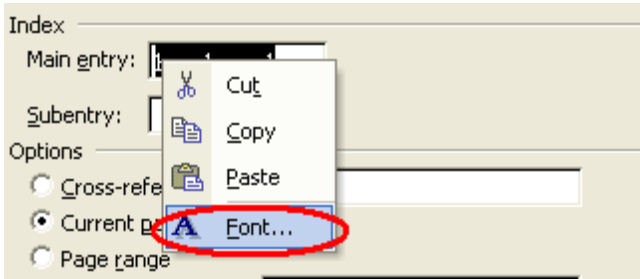 Index
Main entry:
Cut
Subentry:
Copy
Options
Paste
Cross-refe
Current
A Font...
Page range